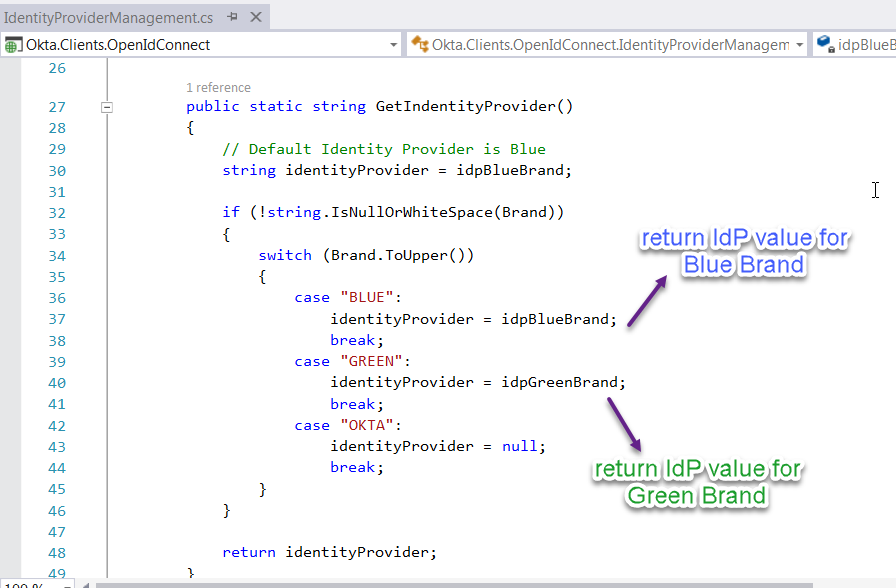 IdentityProviderManagement.cs
Okta.Clients.OpenIdConnect
Okta.Clients.OpenIdConnect.IdentityProviderManagem
idpBlueB
26
1 reference
27 public static string GetIndentityProvider()
28 {
29 // Default Identity Provider is Blue
30 string identityProvider = idpBlueBrand;
31
32 if (!string.IsNullOrWhiteSpace(Brand))
33 {
34 switch (Brand.ToUpper())
35 {
36 case "BLUE":
37 identityProvider = idpBlueBrand;
38 break;
39 case "GREEN":
40 identityProvider = idpGreenBrand;
41 break;
42 case "OKTA":
43 identityProvider = null;
44 break;
45 }
46 }
47
48 return identityProvider;
49 }
return IdP value for
Blue Brand
return IdP value for
Green Brand
100 %